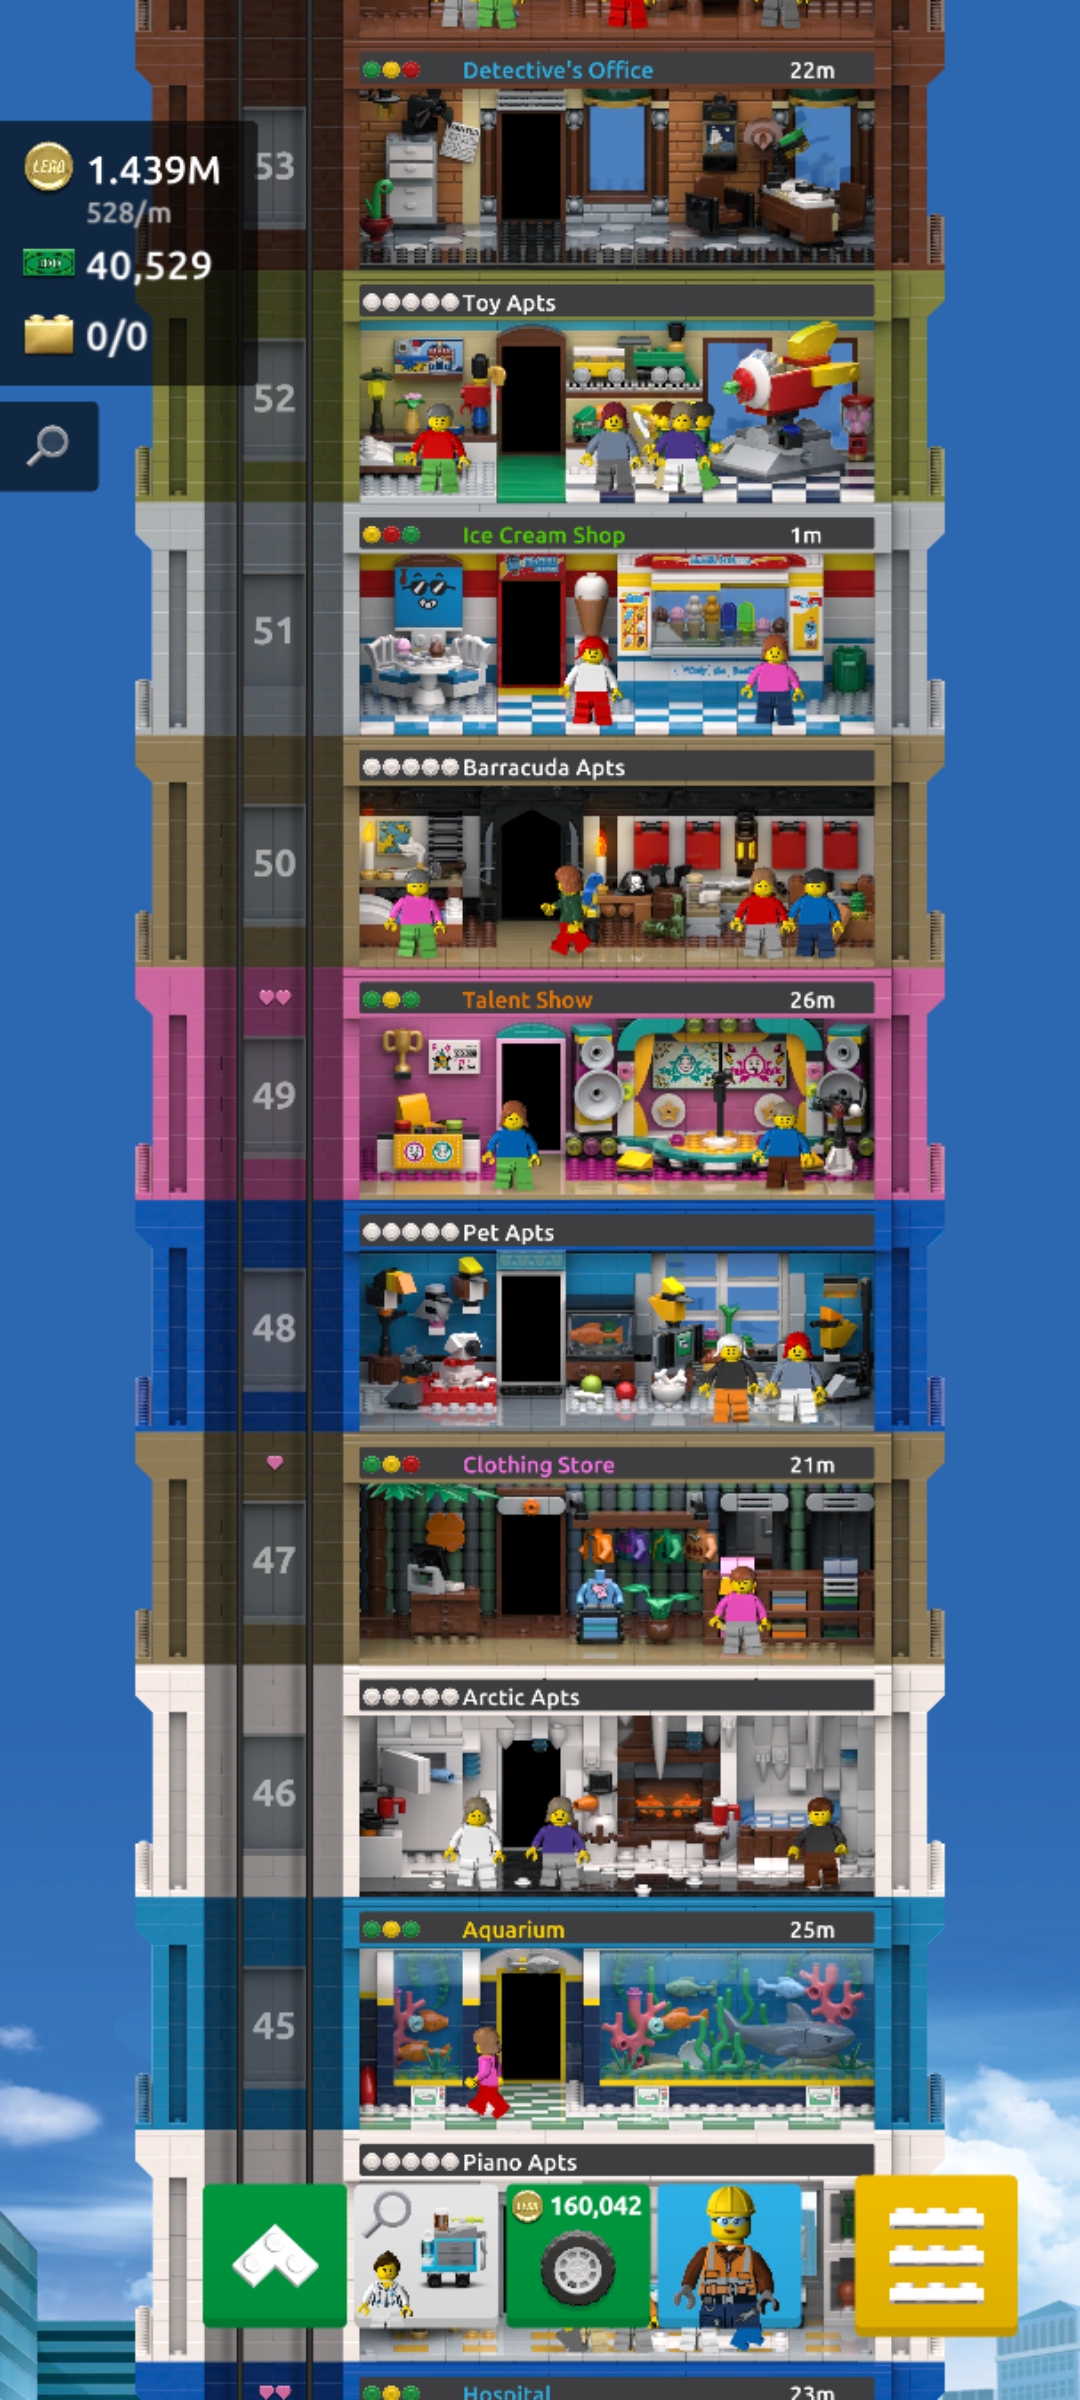 Detective's Office 22m
53
LEGO 1.439M
528/m
40,529
0/0
Toy Apts
52
Ice Cream Shop 1m
51
Barracuda Apts
50
Talent Show 26m
49
Pet Apts
48
Clothing Store 21m
47
Arctic Apts
46
Aquarium 25m
45
Piano Apts
160,042
Hospital 23m